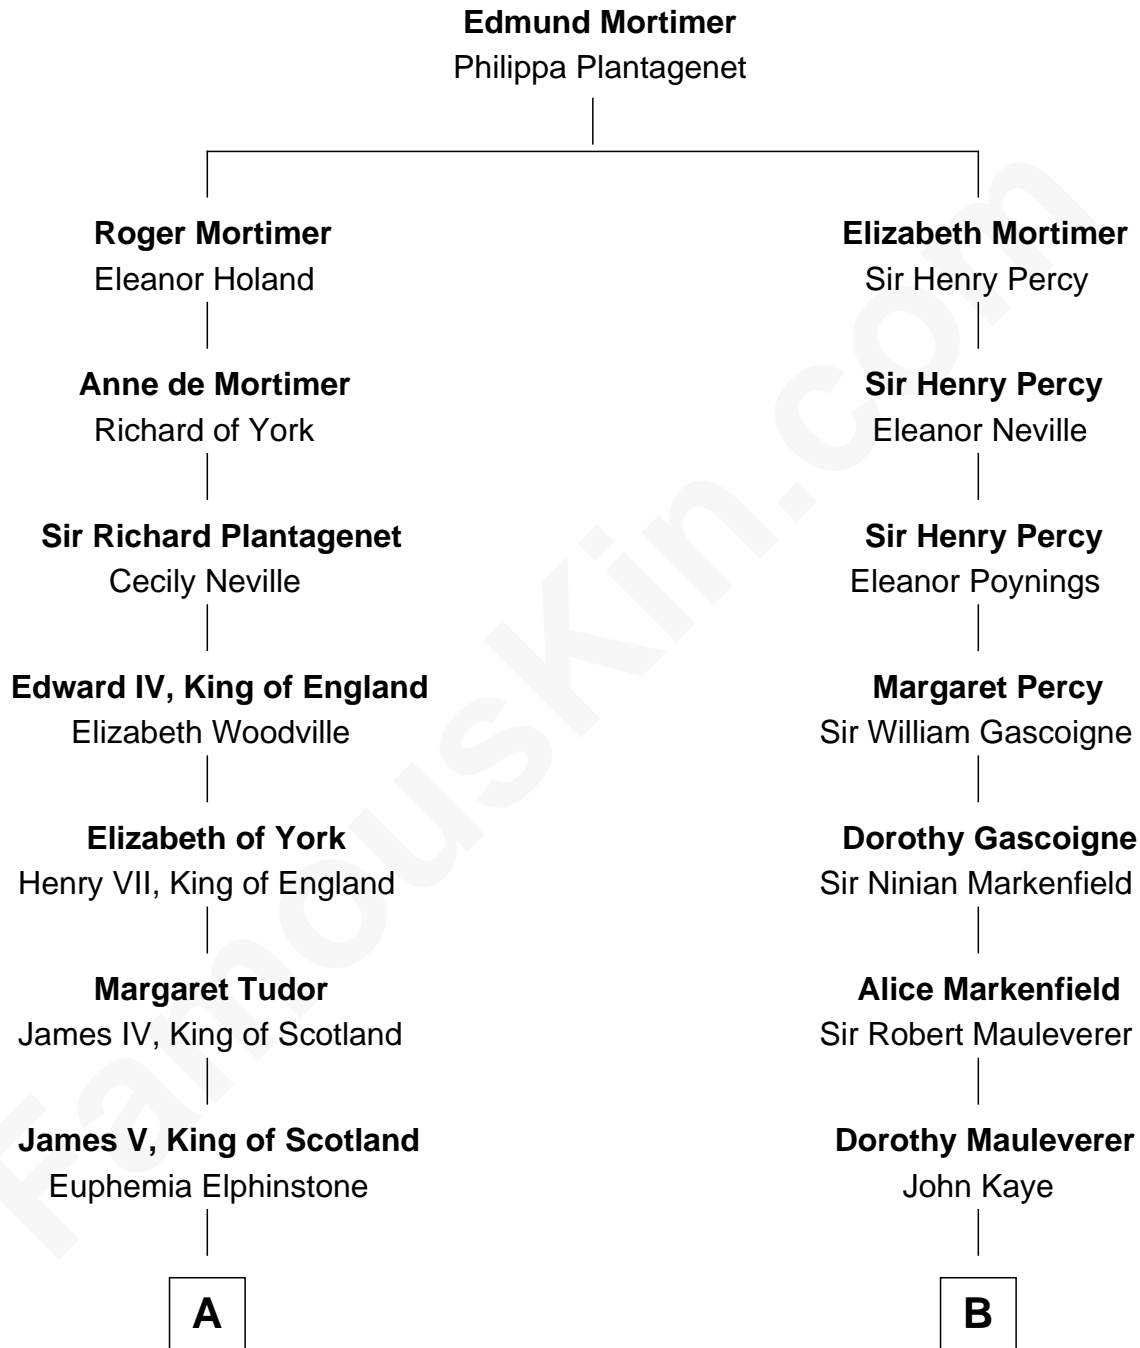 Edmund Mortimer
Philippa Plantagenet
Roger Mortimer
Eleanor Holand
Anne de Mortimer
Richard of York
Sir Richard Plantagenet
Cecily Neville
Edward IV, King of England
Elizabeth Woodville
Elizabeth of York
Henry VII, King of England
Margaret Tudor
James IV, King of Scotland
James V, King of Scotland
Euphemia Elphinstone
A
Elizabeth Mortimer
Sir Henry Percy
Sir Henry Percy
Eleanor Neville
Sir Henry Percy
Eleanor Poynings
Margaret Percy
Sir William Gascoigne
Dorothy Gascoigne
Sir Ninian Markenfield
Alice Markenfield
Sir Robert Mauleverer
Dorothy Mauleverer
John Kaye
B
FamousKin.com